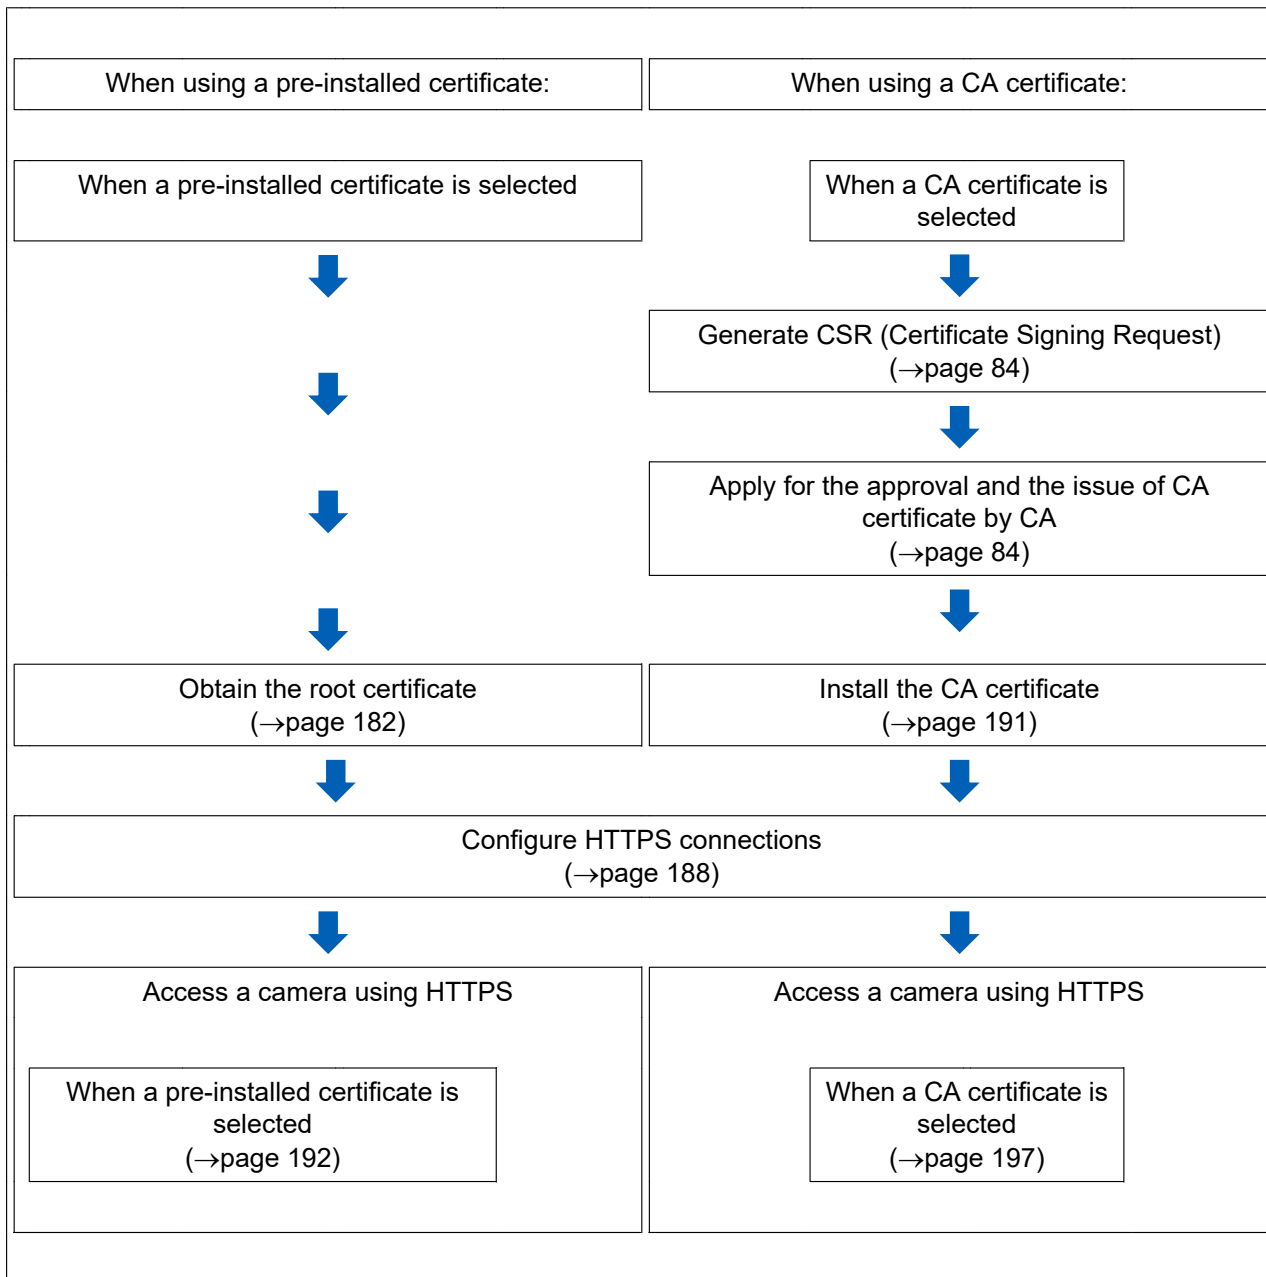 When using a pre-installed certificate:
When using a CA certificate:
When a pre-installed certificate is selected
When a CA certificate is
selected
Generate CSR (Certificate Signing Request)
(→page 84)
Apply for the approval and the issue of CA
certificate by CA
(→page 84)
Obtain the root certificate
(→page 182)
Install the CA certificate
(→page 191)
Configure HTTPS connections
(→page 188)
Access a camera using HTTPS
When a pre-installed certificate is
selected
(→page 192)
Access a camera using HTTPS
When a CA certificate is
selected
(→page 197)